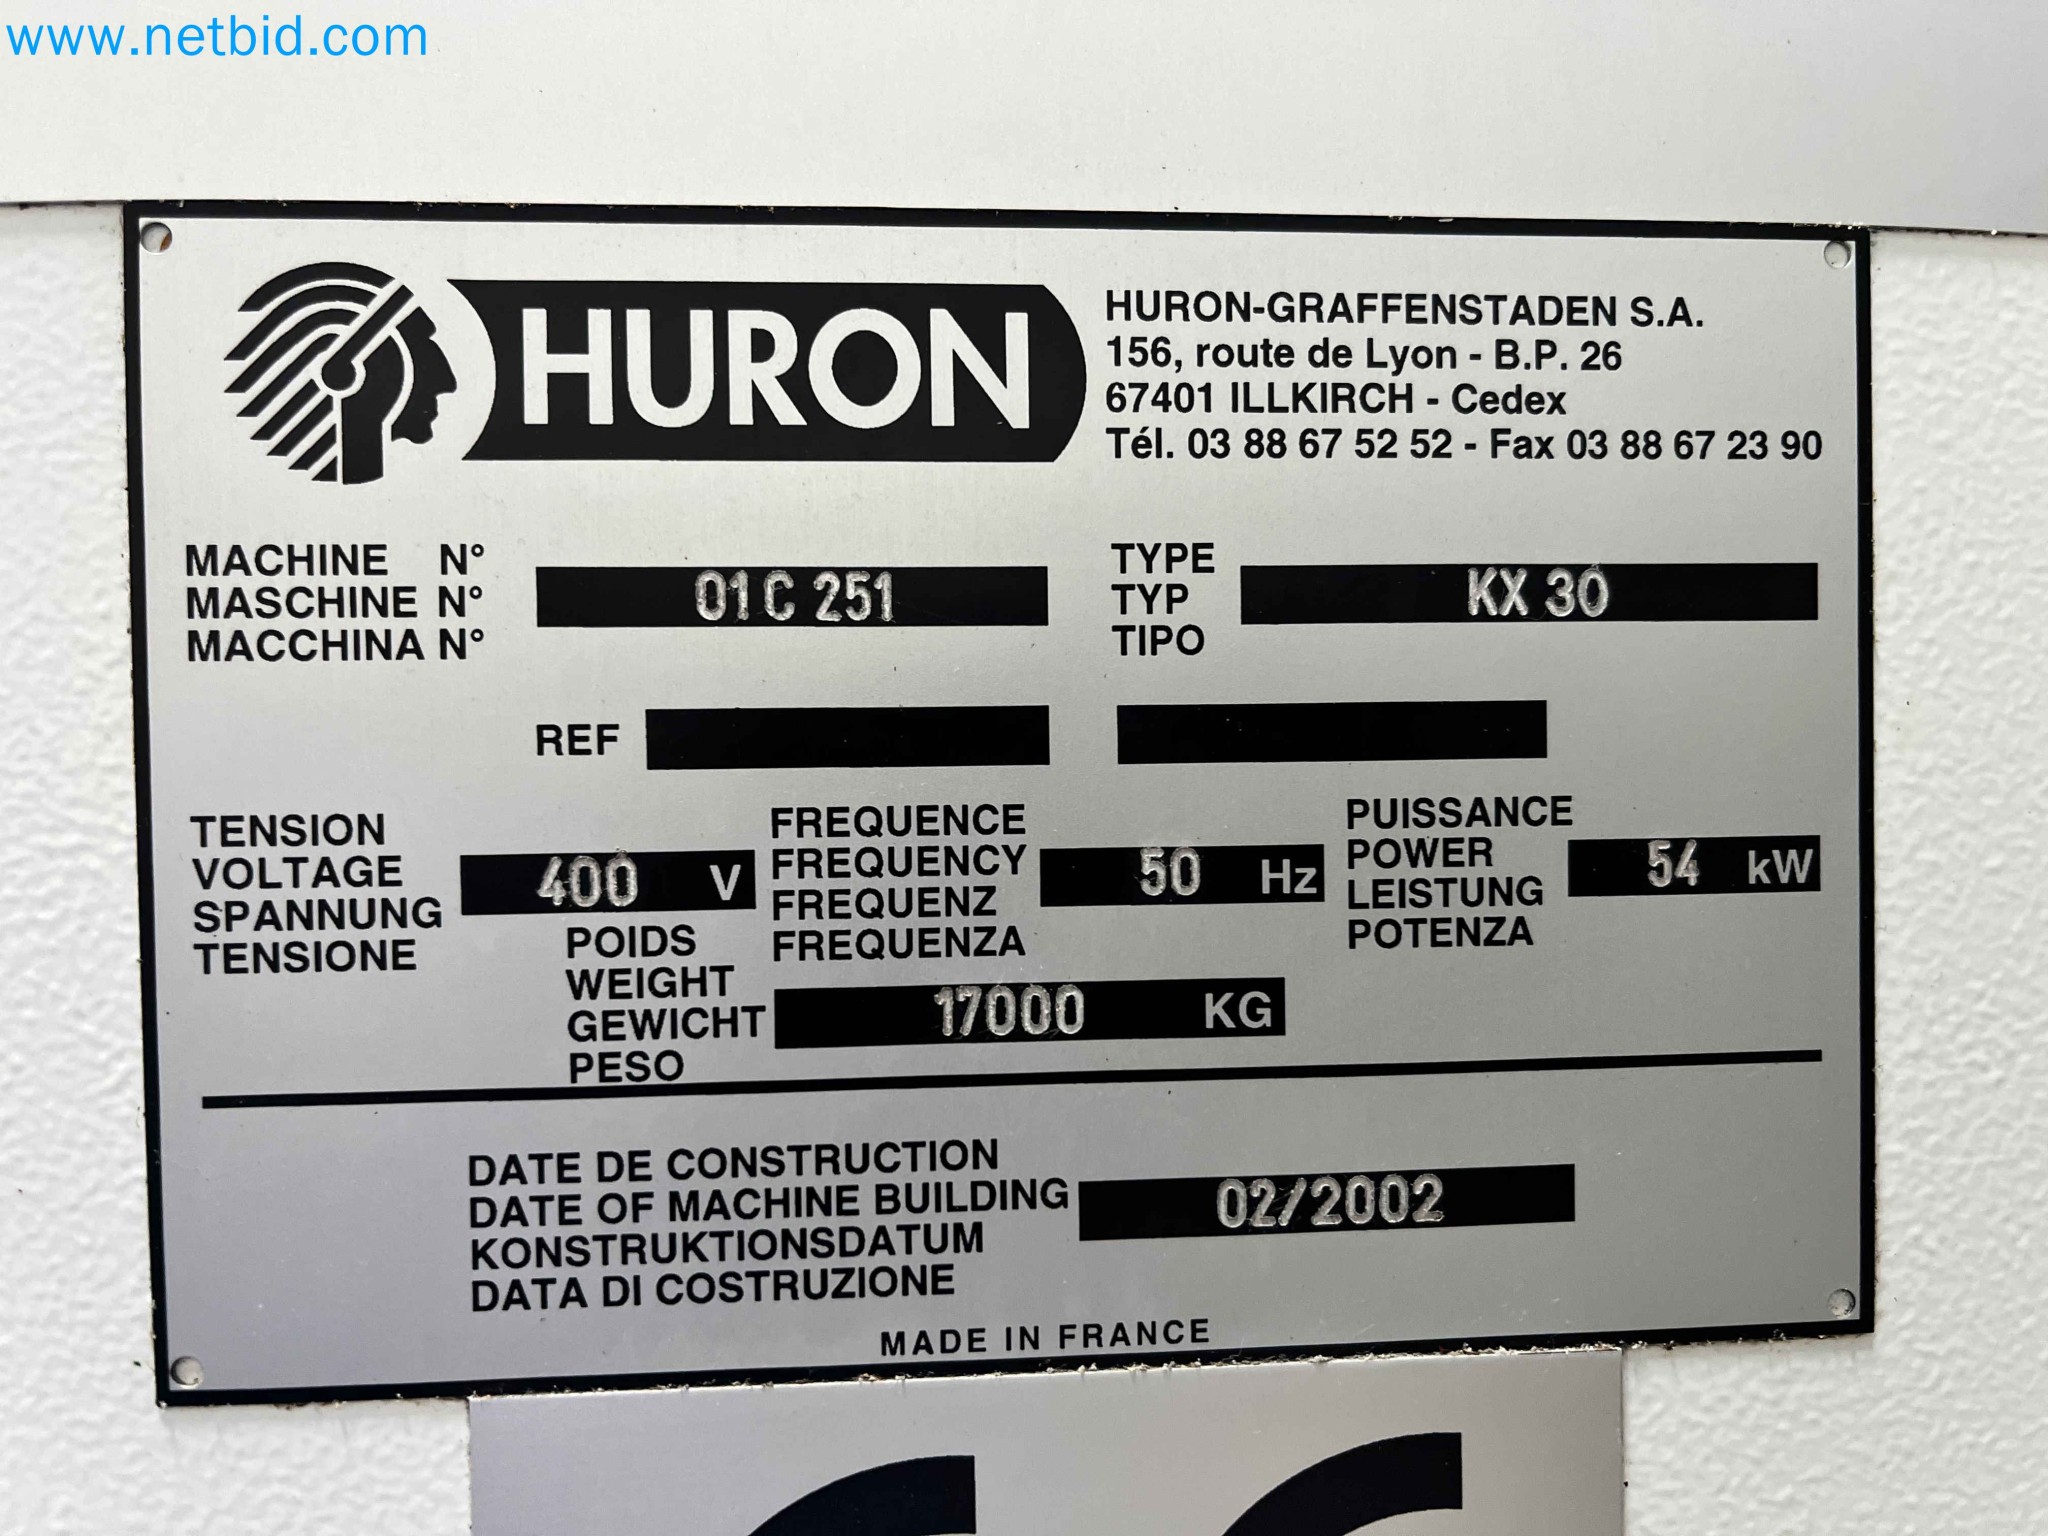 www.netbid.com
HURON
HURON-GRAFFENSTADEN S.A.
156, route de Lyon - B.P. 26
67401 ILLKIRCH - Cedex
Tél. 03 88 67 52 52 - Fax 03 88 67 23 90
MACHINE N°
MASCHINE N°
MACCHINA N°
01 C 251
TYPE
TYP
TIPO
KX 30
REF
TENSION
VOLTAGE
SPANNUNG
TENSIONE
400 V
FREQUENCE
FREQUENCY
FREQUENZ
FREQUENZA
50 Hz
PUISSANCE
POWER
LEISTUNG
POTENZA
54 kW
POIDS
WEIGHT
GEWICHT
PESO
17000 KG
DATE DE CONSTRUCTION
DATE OF MACHINE BUILDING
KONSTRUKTIONSDATUM
DATA DI COSTRUZIONE
02/2002
MADE IN FRANCE